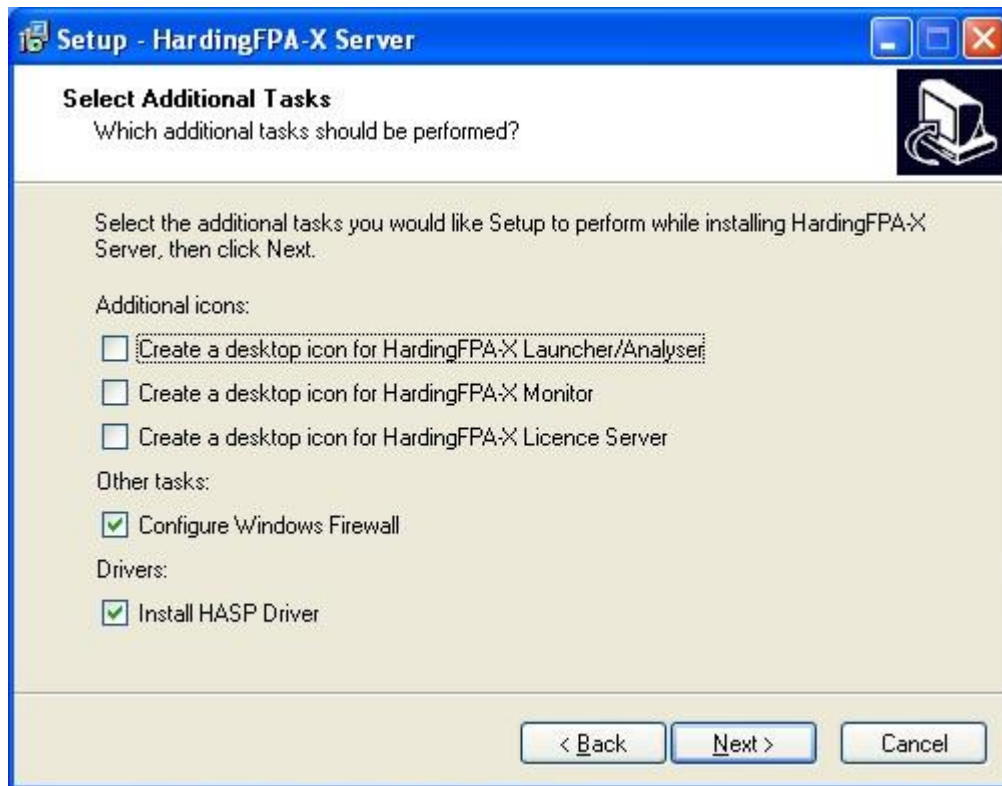 Setup - HardingFPA-X Server
Select Additional Tasks
Which additional tasks should be performed?
Select the additional tasks you would like Setup to perform while installing HardingFPA-X
Server, then click Next.
Additional icons:
Create a desktop icon for HardingFPA-X Launcher/Analyser
Create a desktop icon for HardingFPA-X Monitor
Create a desktop icon for HardingFPA-X Licence Server
Other tasks:
Configure Windows Firewall
Drivers:
Install HASP Driver
< Back Next > Cancel